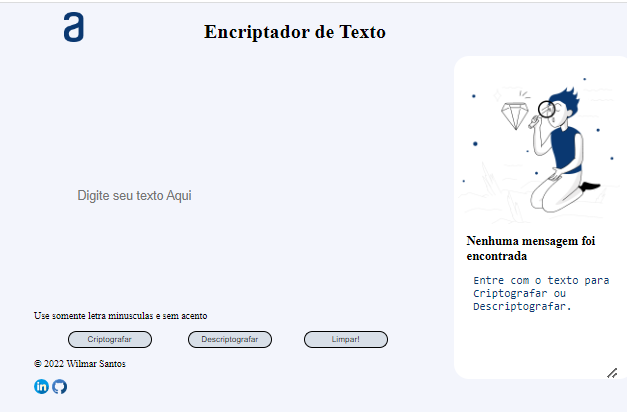 a
Encriptador de Texto
Digite seu texto Aqui
Nenhuma mensagem foi
encontrada
Entre com o texto para
Criptografar ou
Descriptografar.
Use somente letra minusculas e sem acento
Criptografar
Descriptografar
Limpar!
© 2022 Wilmar Santos
in